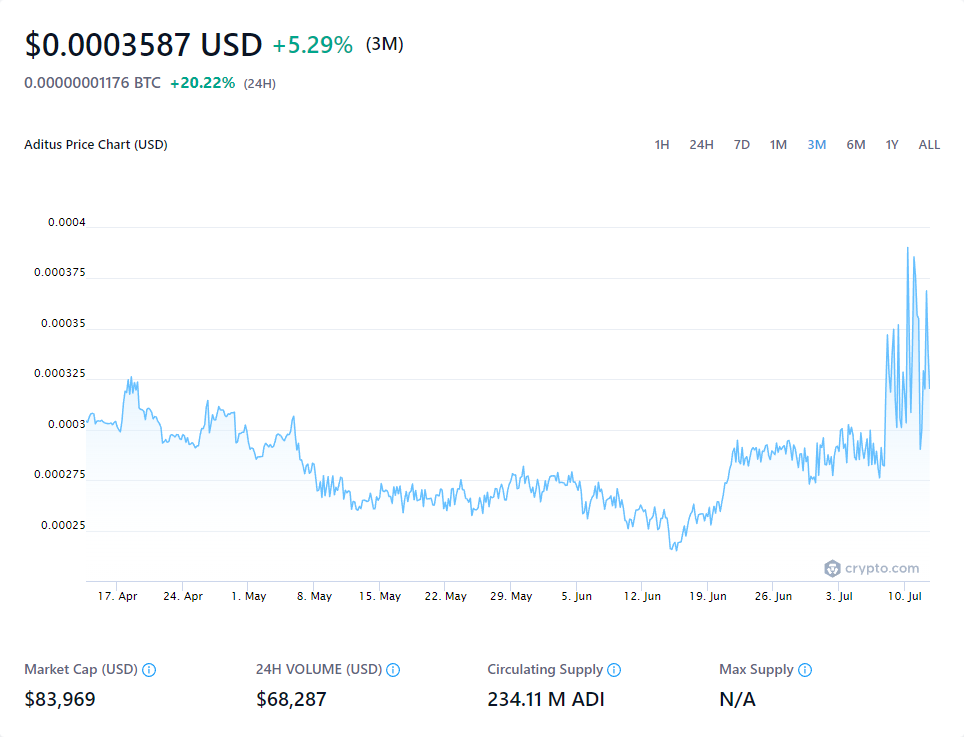 $0.0003587 USD +5.29% (3M)
0.00000001176 BTC +20.22% (24H)
Aditus Price Chart (USD)
1H 24H 7D 1M 3M 6M 1Y ALL
0.0004
0.000375
0.00035
0.000325
0.0003
0.000275
0.00025
crypto.com
17. Apr 24. Apr 1. May 8. May 15. May 22. May 29. May 5. Jun 12. Jun 19. Jun 26. Jun 3. Jul 10. Jul
Market Cap (USD) 24H VOLUME (USD) Circulating Supply Max Supply
$83,969 $68,287 234.11 M ADI N/A